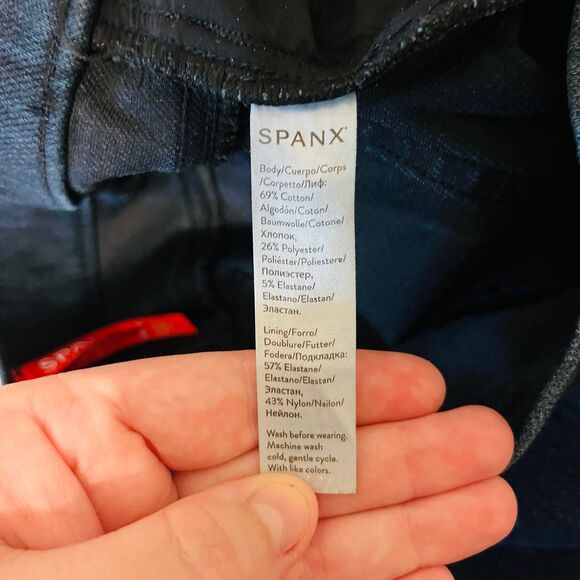 SPANX
Body/Cuerpo/Corps
/Corpetto/Лиф:
69% Cotton/
Algodón/Coton/
Baumwolle/Cotone/
Хлопок,
26% Polyester/
Poliéster/Poliestere/
Полиэстер,
5% Elastane/
Elastano/Elastan/
Эластан.
Lining/Forro/
Doublure/Futter/
Fodera/Подкладка:
57% Elastane/
Elastano/Elastan/
Эластан,
43% Nylon/Nailon/
Нейлон.
Wash before wearing.
Machine wash
cold, gentle cycle.
With like colors.